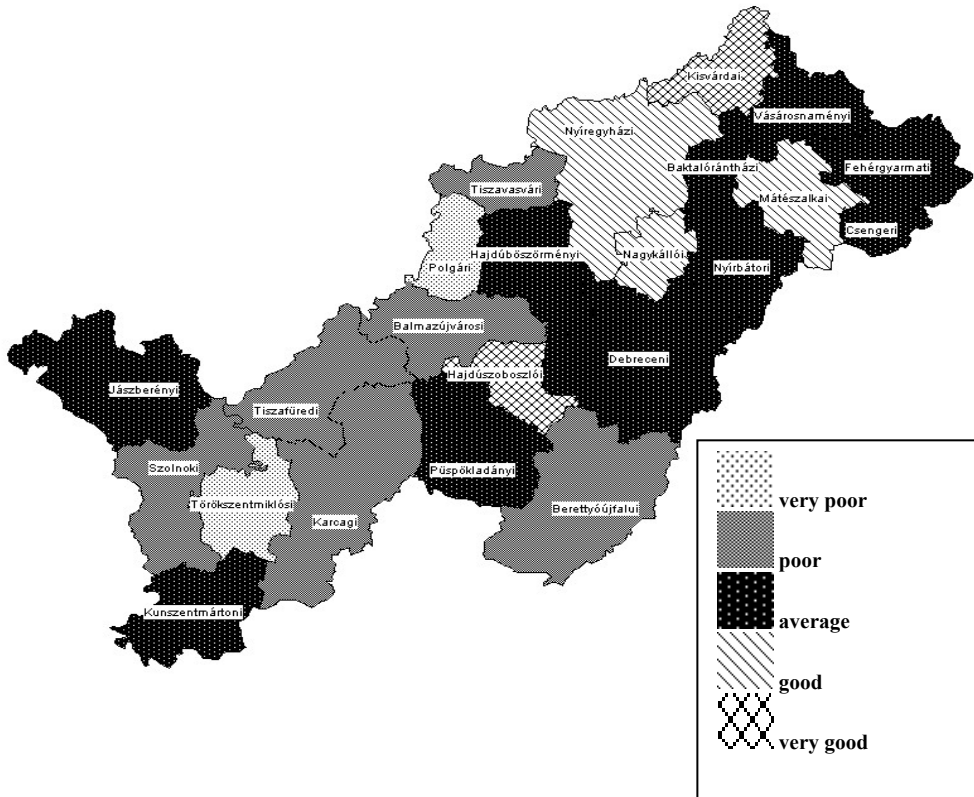 Kisvárdai
Vásárosnaményi
Nyíregyházi
Baktalórántházi
Fehérgyarmati
Tiszavasvári
Mátészalkai
Csengeri
Hajdúböszörményi
Nagykállói
Polgári
Nyírbátori
Balmazújvárosi
Debreceni
Hajdúszoboszlói
Jászberényi
Tiszafüredi
Szolnoki
Püspökladányi
Törökszentmiklósi
Karcagi
Berettyóújfalui
Kunszentmártoni
very poor
poor
average
good
very good